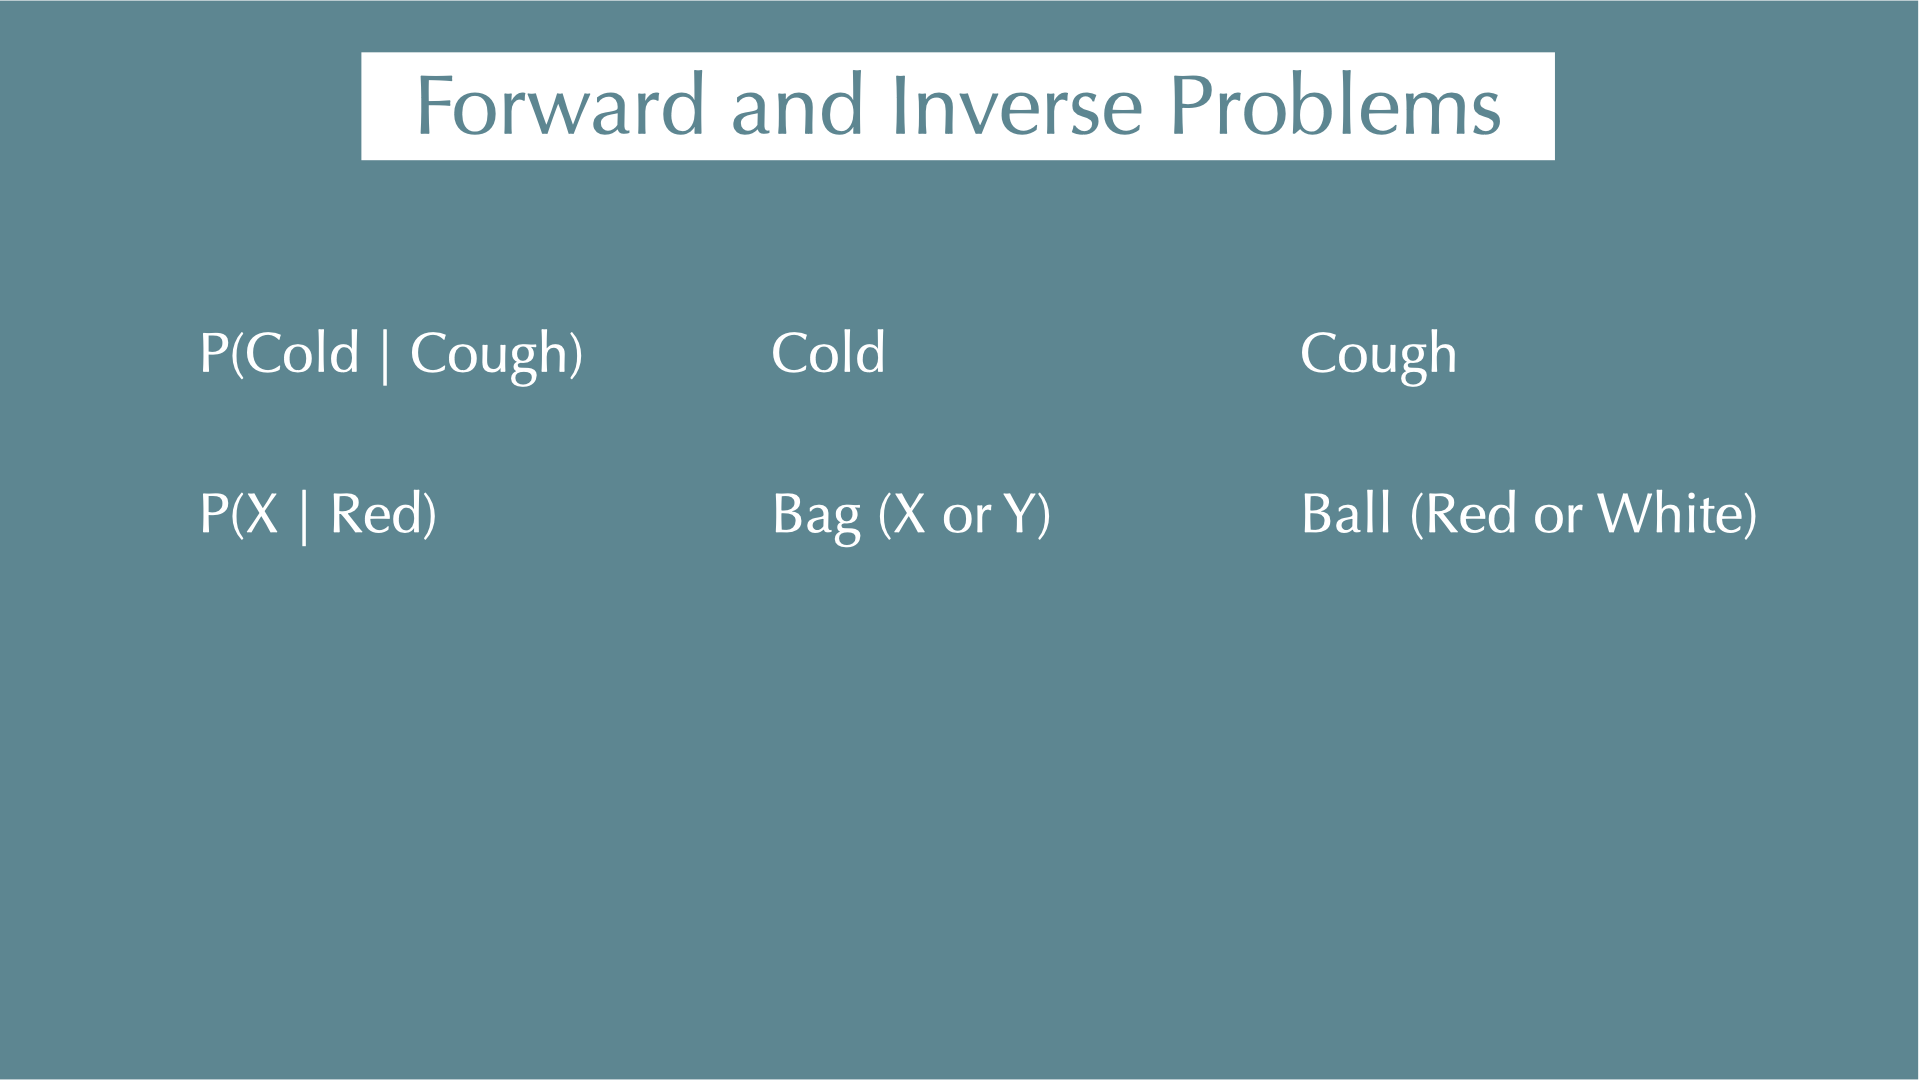 Forward and Inverse Problems
P(Cold | Cough) Cold Cough
P(X | Red) Bag (X or Y) Ball (Red or White)